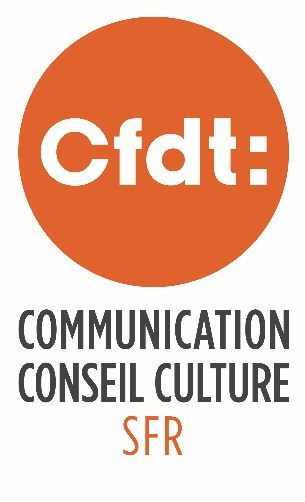 Cfdt:
COMMUNICATION
CONSEIL CULTURE
SFR